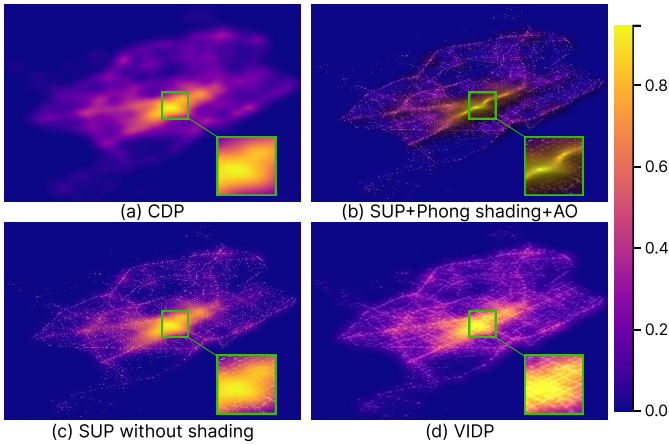 (a) CDP
(b) SUP+Phong shading+AO
(c) SUP without shading
(d) VIDP
0.8
0.6
0.4
0.2
0.0